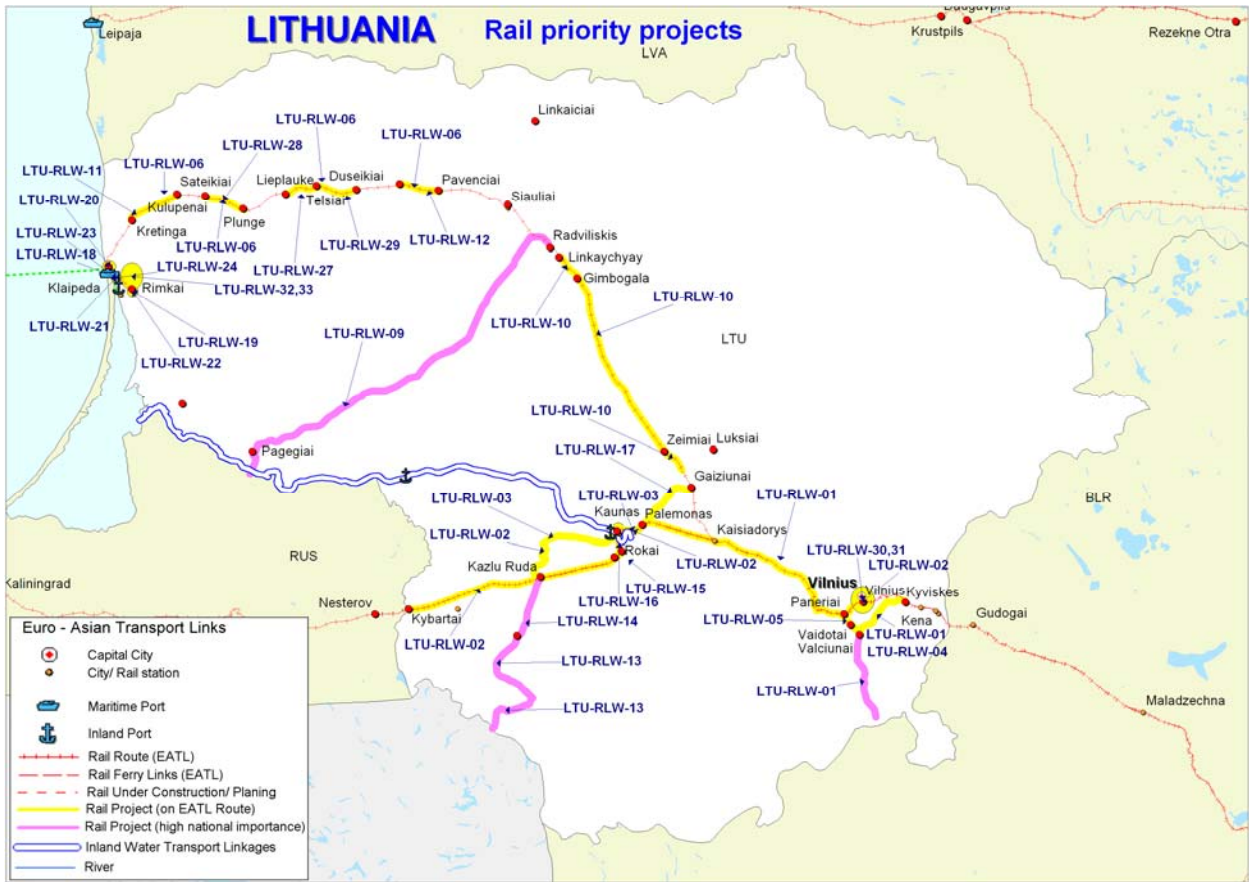 LITHUANIA Rail priority projects
Leipaja
Krustpils
Rezekne Otra
LVA
Linkaiciai
LTU-RLW-06
LTU-RLW-06
LTU-RLW-28
LTU-RLW-06
LTU-RLW-11
Sateikiai
Lieplauke
Duseikiai
Pavenciai
LTU-RLW-20
Kulupenai
Telsiai
Siauliai
Plunge
LTU-RLW-23
Kretinga
LTU-RLW-06
LTU-RLW-29
LTU-RLW-12
Radviliskis
LTU-RLW-18
LTU-RLW-24
LTU-RLW-27
Linkaychyay
Gimbogala
Klaipeda
Rimkai
LTU-RLW-32,33
LTU-RLW-10
LTU-RLW-21
LTU-RLW-10
LTU-RLW-09
LTU-RLW-19
LTU
LTU-RLW-22
LTU-RLW-10
Zeimiai
Luksiai
Pagegiai
LTU-RLW-17
Gaiziunai
LTU-RLW-03
LTU-RLW-03
LTU-RLW-01
BLR
Kaunas
Palemonas
LTU-RLW-02
Kaisiadorys
RUS
Rokai
LTU-RLW-02
LTU-RLW-30,31
LTU-RLW-02
Kazlu Ruda
LTU-RLW-15
Vilnius
Vilnius
Kyviskes
Kaliningrad
Nesterov
LTU-RLW-16
Paneriai
Kybartai
LTU-RLW-14
LTU-RLW-05
Kena
Gudogai
LTU-RLW-02
Vaidotai
LTU-RLW-01
Valciunai
LTU-RLW-04
LTU-RLW-13
LTU-RLW-01
LTU-RLW-13
Maladzechna
Euro - Asian Transport Links
Capital City
City/ Rail station
Maritime Port
Inland Port
Rail Route (EATL)
Rail Ferry Links (EATL)
Rail Under Construction/ Planing
Rail Project (on EATL Route)
Rail Project (high national importance)
Inland Water Transport Linkages
River